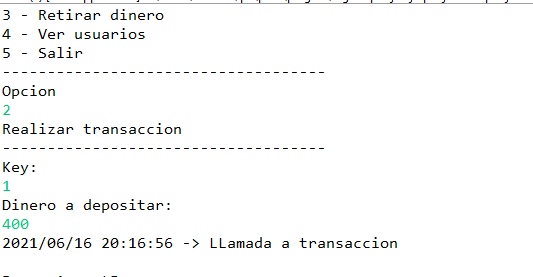 3 - Retirar dinero
4 - Ver usuarios
5 - Salir
------------------------------------
Opcion
2
Realizar transaccion
------------------------------------
Key:
1
Dinero a depositar:
400
2021/06/16 20:16:56 -> LLamada a transaccion